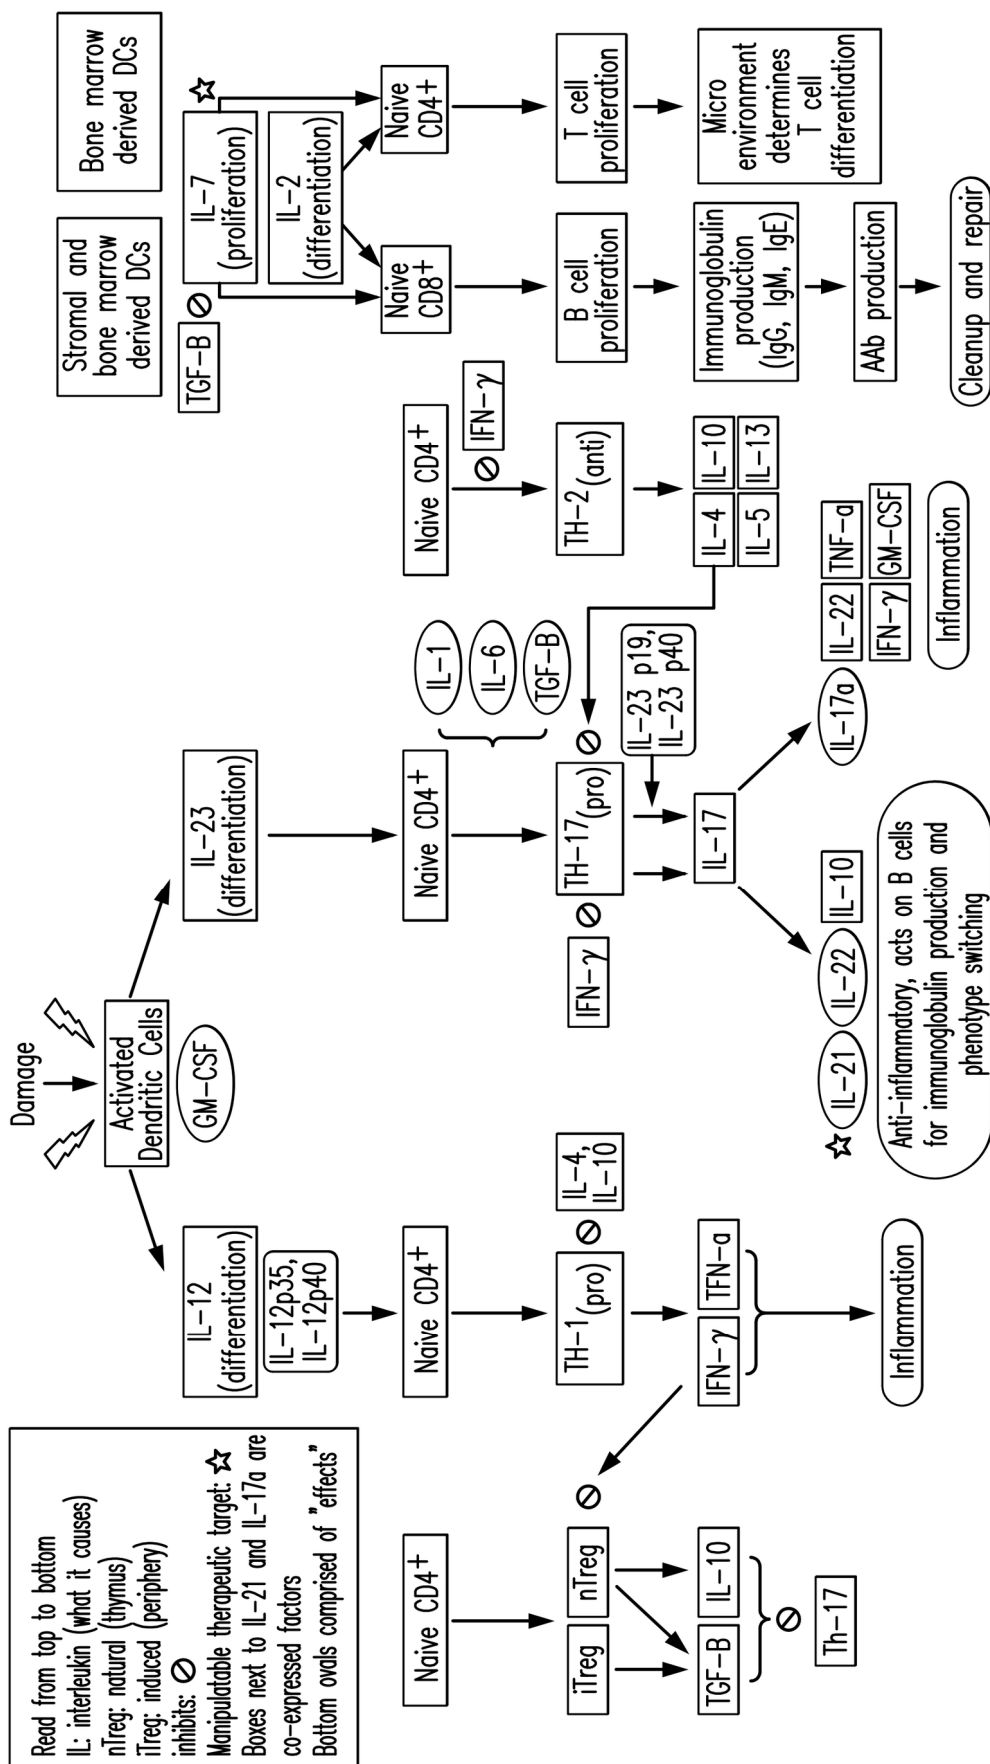 Read from top to bottom
IL: interleukin (what it causes)
nTreg: natural (thymus)
iTreg: induced (periphery)
inhibits:
Manipulatable therapeutic target:
Boxes next to IL-21 and IL-17a are
co-expressed factors
Bottom ovals comprised of "effects"
Damage
Activated
Dendritic Cells
GM-CSF
IL-12
(differentiation)
IL-12p35,
IL-12p40
Naive CD4+
TH-1(pro)
IL-4,
IL-10
IFN-γ
TFN-a
Inflammation
Naive CD4+
iTreg
nTreg
TGF-B
IL-10
Th-17
IL-23
(differentiation)
Naive CD4+
IL-1
IL-6
TGF-B
IFN-γ
TH-17(pro)
IL-23 p19,
IL-23 p40
IL-17
IL-21
IL-22
IL-10
Anti-inflammatory, acts on B cells
for immunoglobulin production and
phenotype switching
IL-17a
IL-22
TNF-a
IFN-γ
GM-CSF
Inflammation
Naive CD4+
IFN-γ
TH-2(anti)
IL-4
IL-10
IL-5
IL-13
Stromal and
bone marrow
derived DCs
Bone marrow
derived DCs
TGF-B
IL-7
(proliferation)
IL-2
(differentiation)
Naive
CD8+
Naive
CD4+
B cell
proliferation
T cell
proliferation
Immunoglobulin
production
(IgG, IgM, IgE)
Micro
environment
determines
T cell
differentiation
AAb production
Cleanup and repair